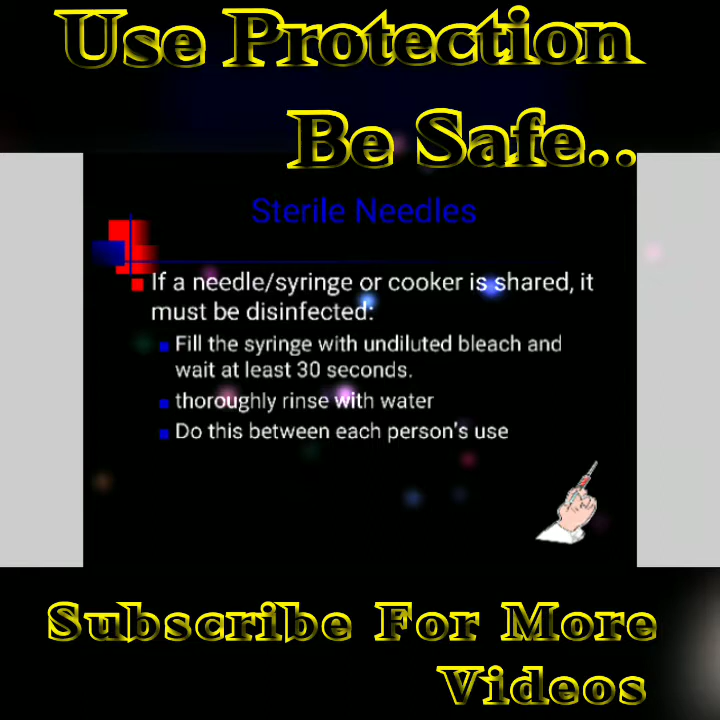 Use Protection
Be Safe..
Sterile Needles
If a needle/syringe or cooker is shared, it
must be disinfected:
Fill the syringe with undiluted bleach and
wait at least 30 seconds.
thoroughly rinse with water
Do this between each person's use
Subscribe For More
Videos